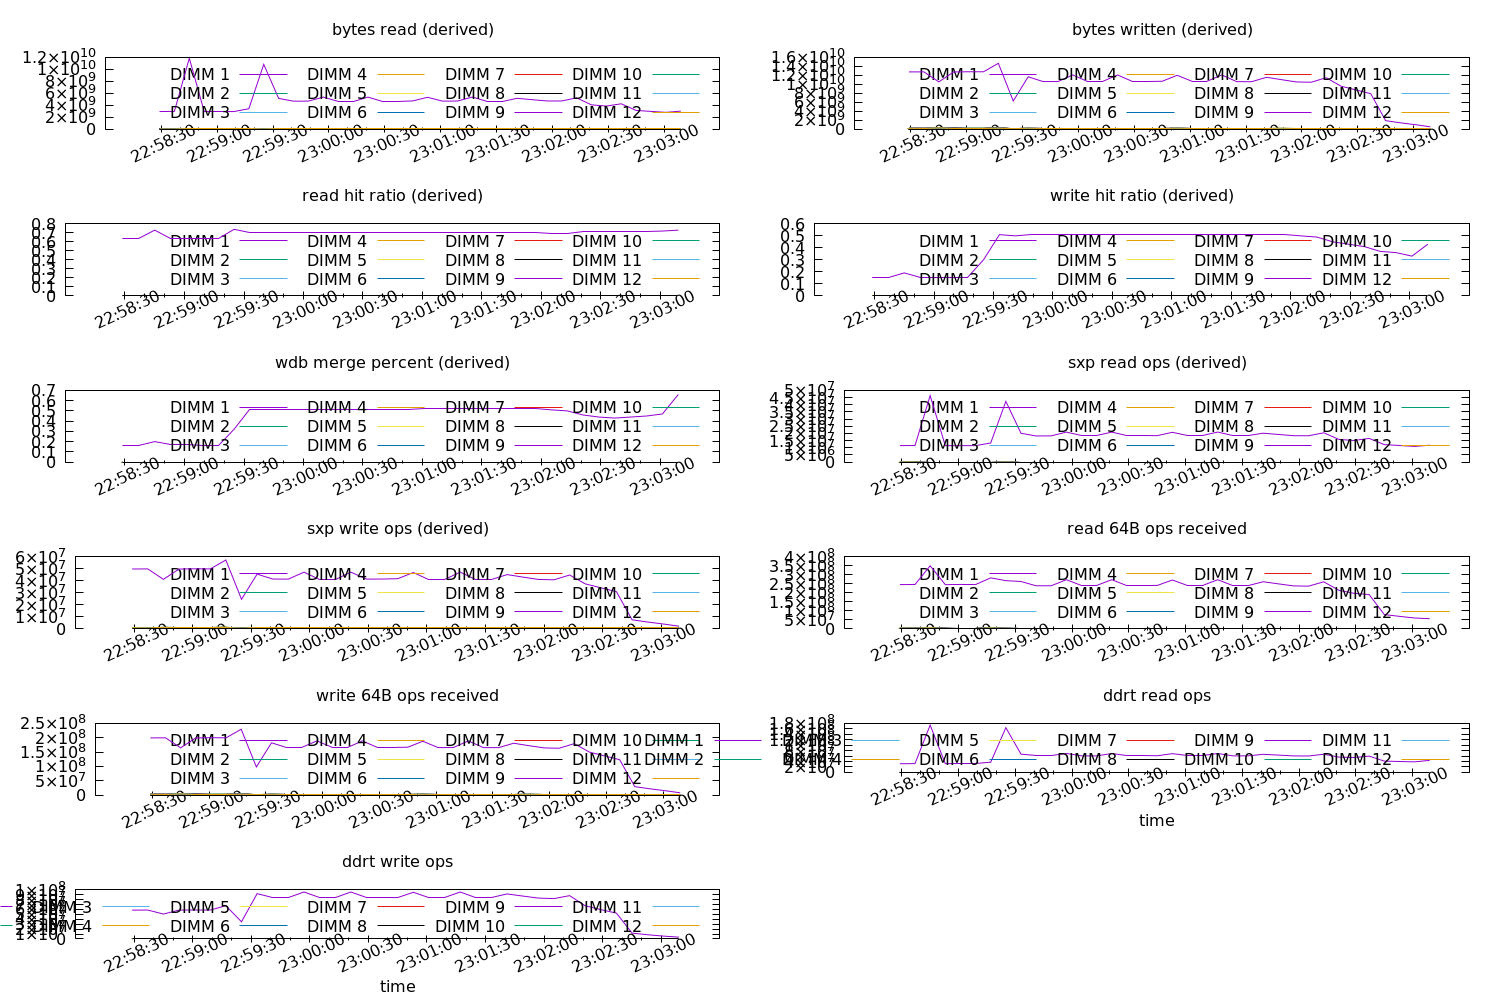 bytes read (derived)
1.2×10^10
1×10^10
8×10^9
6×10^9
4×10^9
2×10^9
0
DIMM 1 DIMM 4 DIMM 7 DIMM 10
DIMM 2 DIMM 5 DIMM 8 DIMM 11
DIMM 3 DIMM 6 DIMM 9 DIMM 12
22:58:30 22:59:00 22:59:30 23:00:00 23:00:30 23:01:00 23:01:30 23:02:00 23:02:30 23:03:00
bytes written (derived)
1.6×10^10
1.4×10^10
1.2×10^10
1×10^10
8×10^9
6×10^9
4×10^9
2×10^9
0
DIMM 1 DIMM 4 DIMM 7 DIMM 10
DIMM 2 DIMM 5 DIMM 8 DIMM 11
DIMM 3 DIMM 6 DIMM 9 DIMM 12
22:58:30 22:59:00 22:59:30 23:00:00 23:00:30 23:01:00 23:01:30 23:02:00 23:02:30 23:03:00
read hit ratio (derived)
0.8
0.7
0.6
0.5
0.4
0.3
0.2
0.1
0
DIMM 1 DIMM 4 DIMM 7 DIMM 10
DIMM 2 DIMM 5 DIMM 8 DIMM 11
DIMM 3 DIMM 6 DIMM 9 DIMM 12
22:58:30 22:59:00 22:59:30 23:00:00 23:00:30 23:01:00 23:01:30 23:02:00 23:02:30 23:03:00
write hit ratio (derived)
0.6
0.5
0.4
0.3
0.2
0.1
0
DIMM 1 DIMM 4 DIMM 7 DIMM 10
DIMM 2 DIMM 5 DIMM 8 DIMM 11
DIMM 3 DIMM 6 DIMM 9 DIMM 12
22:58:30 22:59:00 22:59:30 23:00:00 23:00:30 23:01:00 23:01:30 23:02:00 23:02:30 23:03:00
wdb merge percent (derived)
0.7
0.6
0.5
0.4
0.3
0.2
0.1
0
DIMM 1 DIMM 4 DIMM 7 DIMM 10
DIMM 2 DIMM 5 DIMM 8 DIMM 11
DIMM 3 DIMM 6 DIMM 9 DIMM 12
22:58:30 22:59:00 22:59:30 23:00:00 23:00:30 23:01:00 23:01:30 23:02:00 23:02:30 23:03:00
sxp read ops (derived)
5×10^7
4.5×10^7
4×10^7
3.5×10^7
3×10^7
2.5×10^7
2×10^7
1.5×10^7
1×10^7
5×10^6
0
DIMM 1 DIMM 4 DIMM 7 DIMM 10
DIMM 2 DIMM 5 DIMM 8 DIMM 11
DIMM 3 DIMM 6 DIMM 9 DIMM 12
22:58:30 22:59:00 22:59:30 23:00:00 23:00:30 23:01:00 23:01:30 23:02:00 23:02:30 23:03:00
sxp write ops (derived)
6×10^7
5×10^7
4×10^7
3×10^7
2×10^7
1×10^7
0
DIMM 1 DIMM 4 DIMM 7 DIMM 10
DIMM 2 DIMM 5 DIMM 8 DIMM 11
DIMM 3 DIMM 6 DIMM 9 DIMM 12
22:58:30 22:59:00 22:59:30 23:00:00 23:00:30 23:01:00 23:01:30 23:02:00 23:02:30 23:03:00
read 64B ops received
4×10^8
3.5×10^8
3×10^8
2.5×10^8
2×10^8
1.5×10^8
1×10^8
5×10^7
0
DIMM 1 DIMM 4 DIMM 7 DIMM 10
DIMM 2 DIMM 5 DIMM 8 DIMM 11
DIMM 3 DIMM 6 DIMM 9 DIMM 12
22:58:30 22:59:00 22:59:30 23:00:00 23:00:30 23:01:00 23:01:30 23:02:00 23:02:30 23:03:00
write 64B ops received
2.5×10^8
2×10^8
1.5×10^8
1×10^8
5×10^7
0
DIMM 1 DIMM 4 DIMM 7 DIMM 10
DIMM 2 DIMM 5 DIMM 8 DIMM 11
DIMM 3 DIMM 6 DIMM 9 DIMM 12
22:58:30 22:59:00 22:59:30 23:00:00 23:00:30 23:01:00 23:01:30 23:02:00 23:02:30 23:03:00
ddrt read ops
1.8×10^8
2×10^7
0
DIMM 1 DIMM 3 DIMM 5 DIMM 7 DIMM 9 DIMM 11
DIMM 2 DIMM 4 DIMM 6 DIMM 8 DIMM 10 DIMM 12
22:58:30 22:59:00 22:59:30 23:00:00 23:00:30 23:01:00 23:01:30 23:02:00 23:02:30 23:03:00
time
ddrt write ops
1×10^8
1×10^7
0
DIMM 3 DIMM 5 DIMM 7 DIMM 9 DIMM 11
DIMM 4 DIMM 6 DIMM 8 DIMM 10 DIMM 12
22:58:30 22:59:00 22:59:30 23:00:00 23:00:30 23:01:00 23:01:30 23:02:00 23:02:30 23:03:00
time